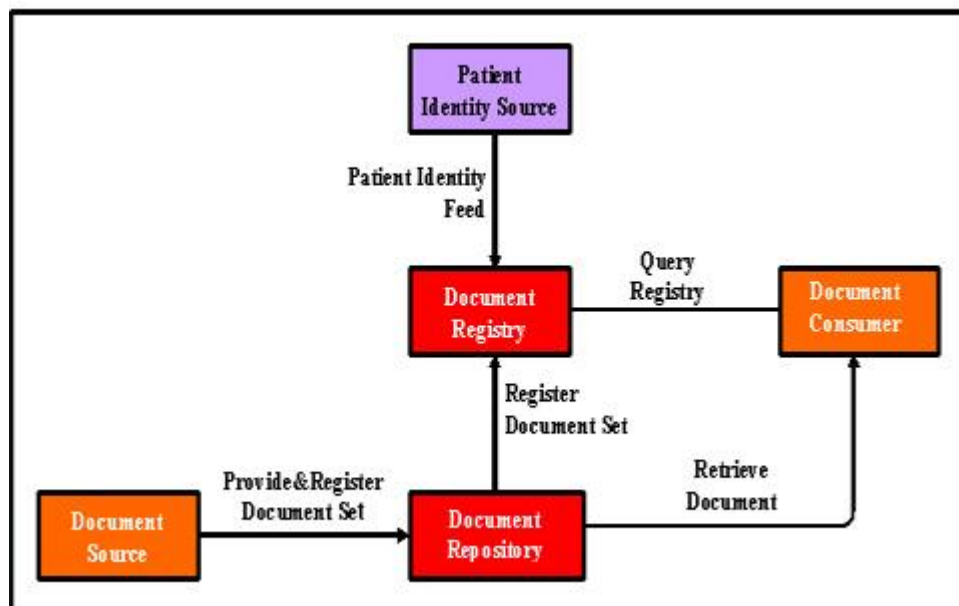 Patient
Identity Source
Patient Identity
Feed
Document
Registry
Query
Registry
Document
Consumer
Register
Document Set
Provide&Register
Document Set
Retrieve
Document
Document
Source
Document
Repository